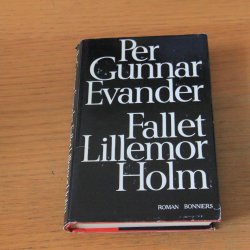 Per
Gunnar
Evander
Fallet
Lillemor
Holm
ROMAN BONNIERS